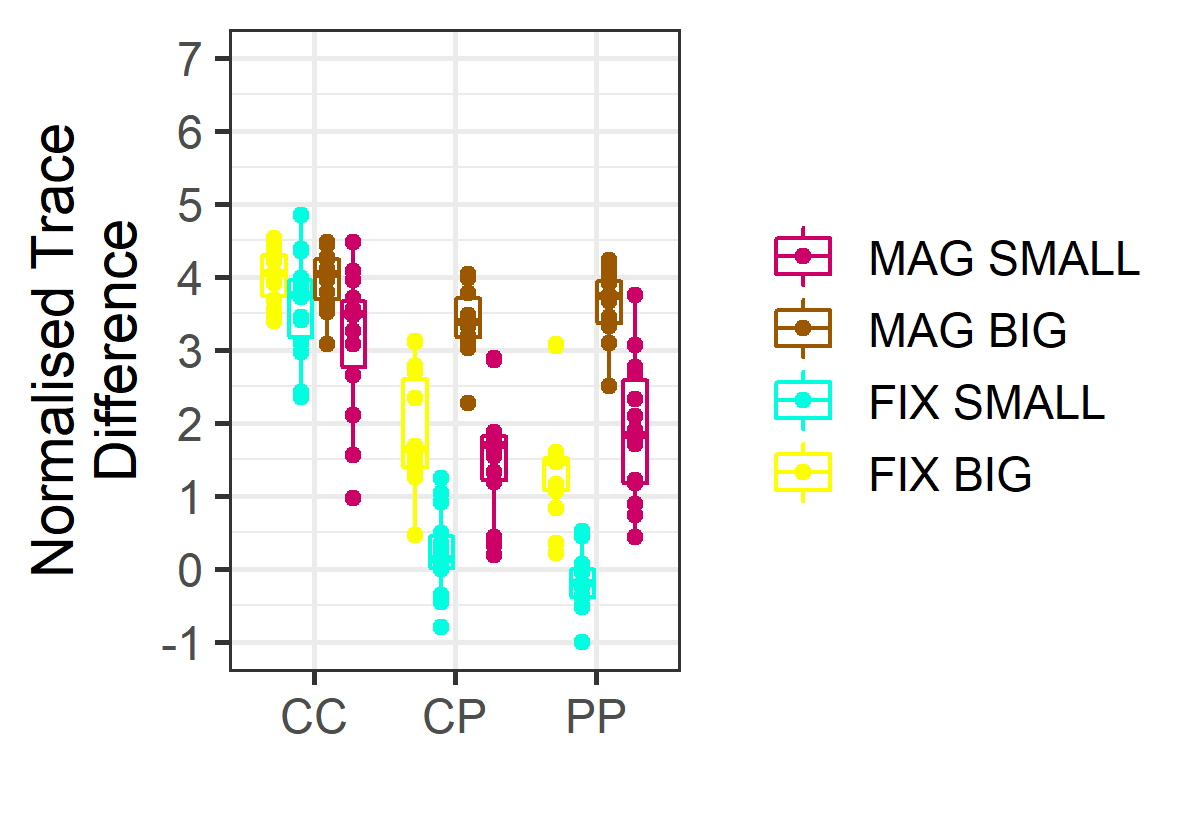 Normalised Trace
Difference
7
6
5
4
3
2
1
0
-1
CC CP PP
MAG SMALL
MAG BIG
FIX SMALL
FIX BIG